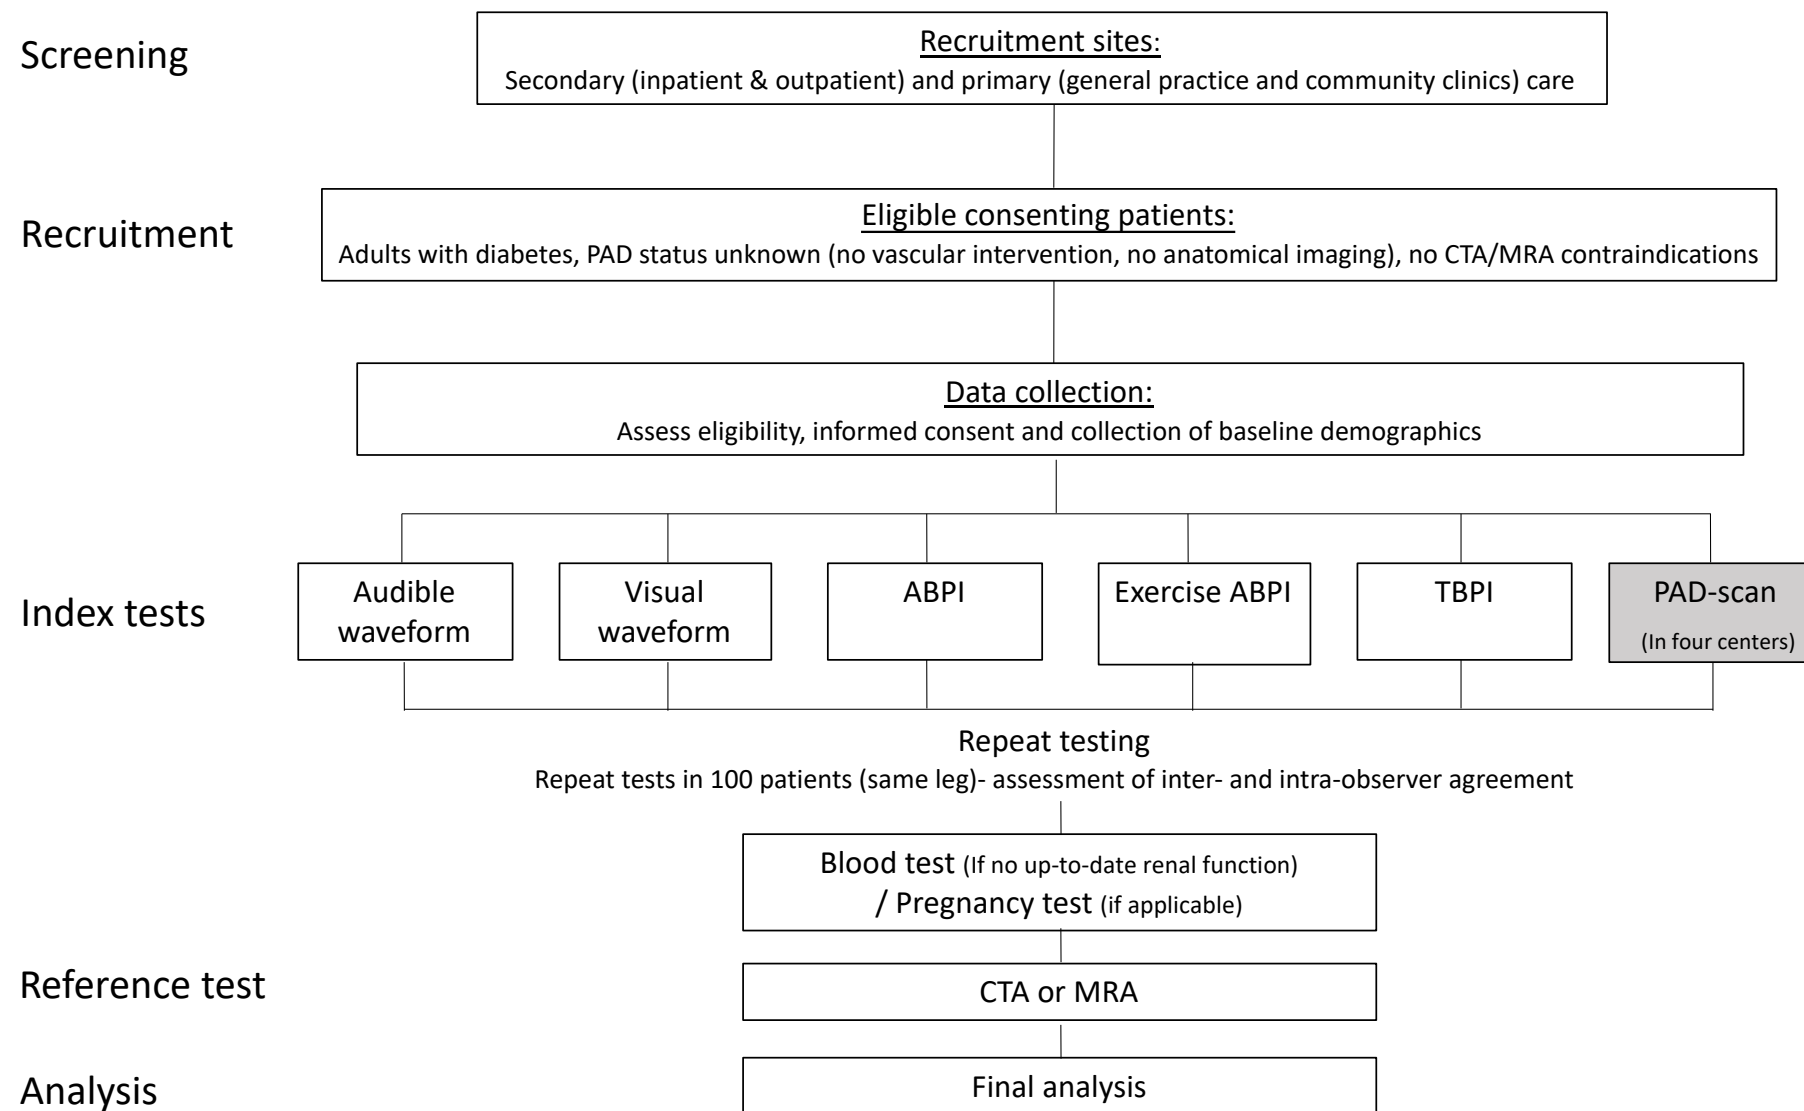 Screening
Recruitment sites:
Secondary (inpatient & outpatient) and primary (general practice and community clinics) care
Recruitment
Eligible consenting patients:
Adults with diabetes, PAD status unknown (no vascular intervention, no anatomical imaging), no CTA/MRA contraindications
Data collection:
Assess eligibility, informed consent and collection of baseline demographics
Index tests
Audible
waveform
Visual
waveform
ABPI
Exercise ABPI
TBPI
PAD-scan
(In four centers)
Repeat testing
Repeat tests in 100 patients (same leg)- assessment of inter- and intra-observer agreement
Blood test (If no up-to-date renal function)
/ Pregnancy test (if applicable)
Reference test
CTA or MRA
Analysis
Final analysis